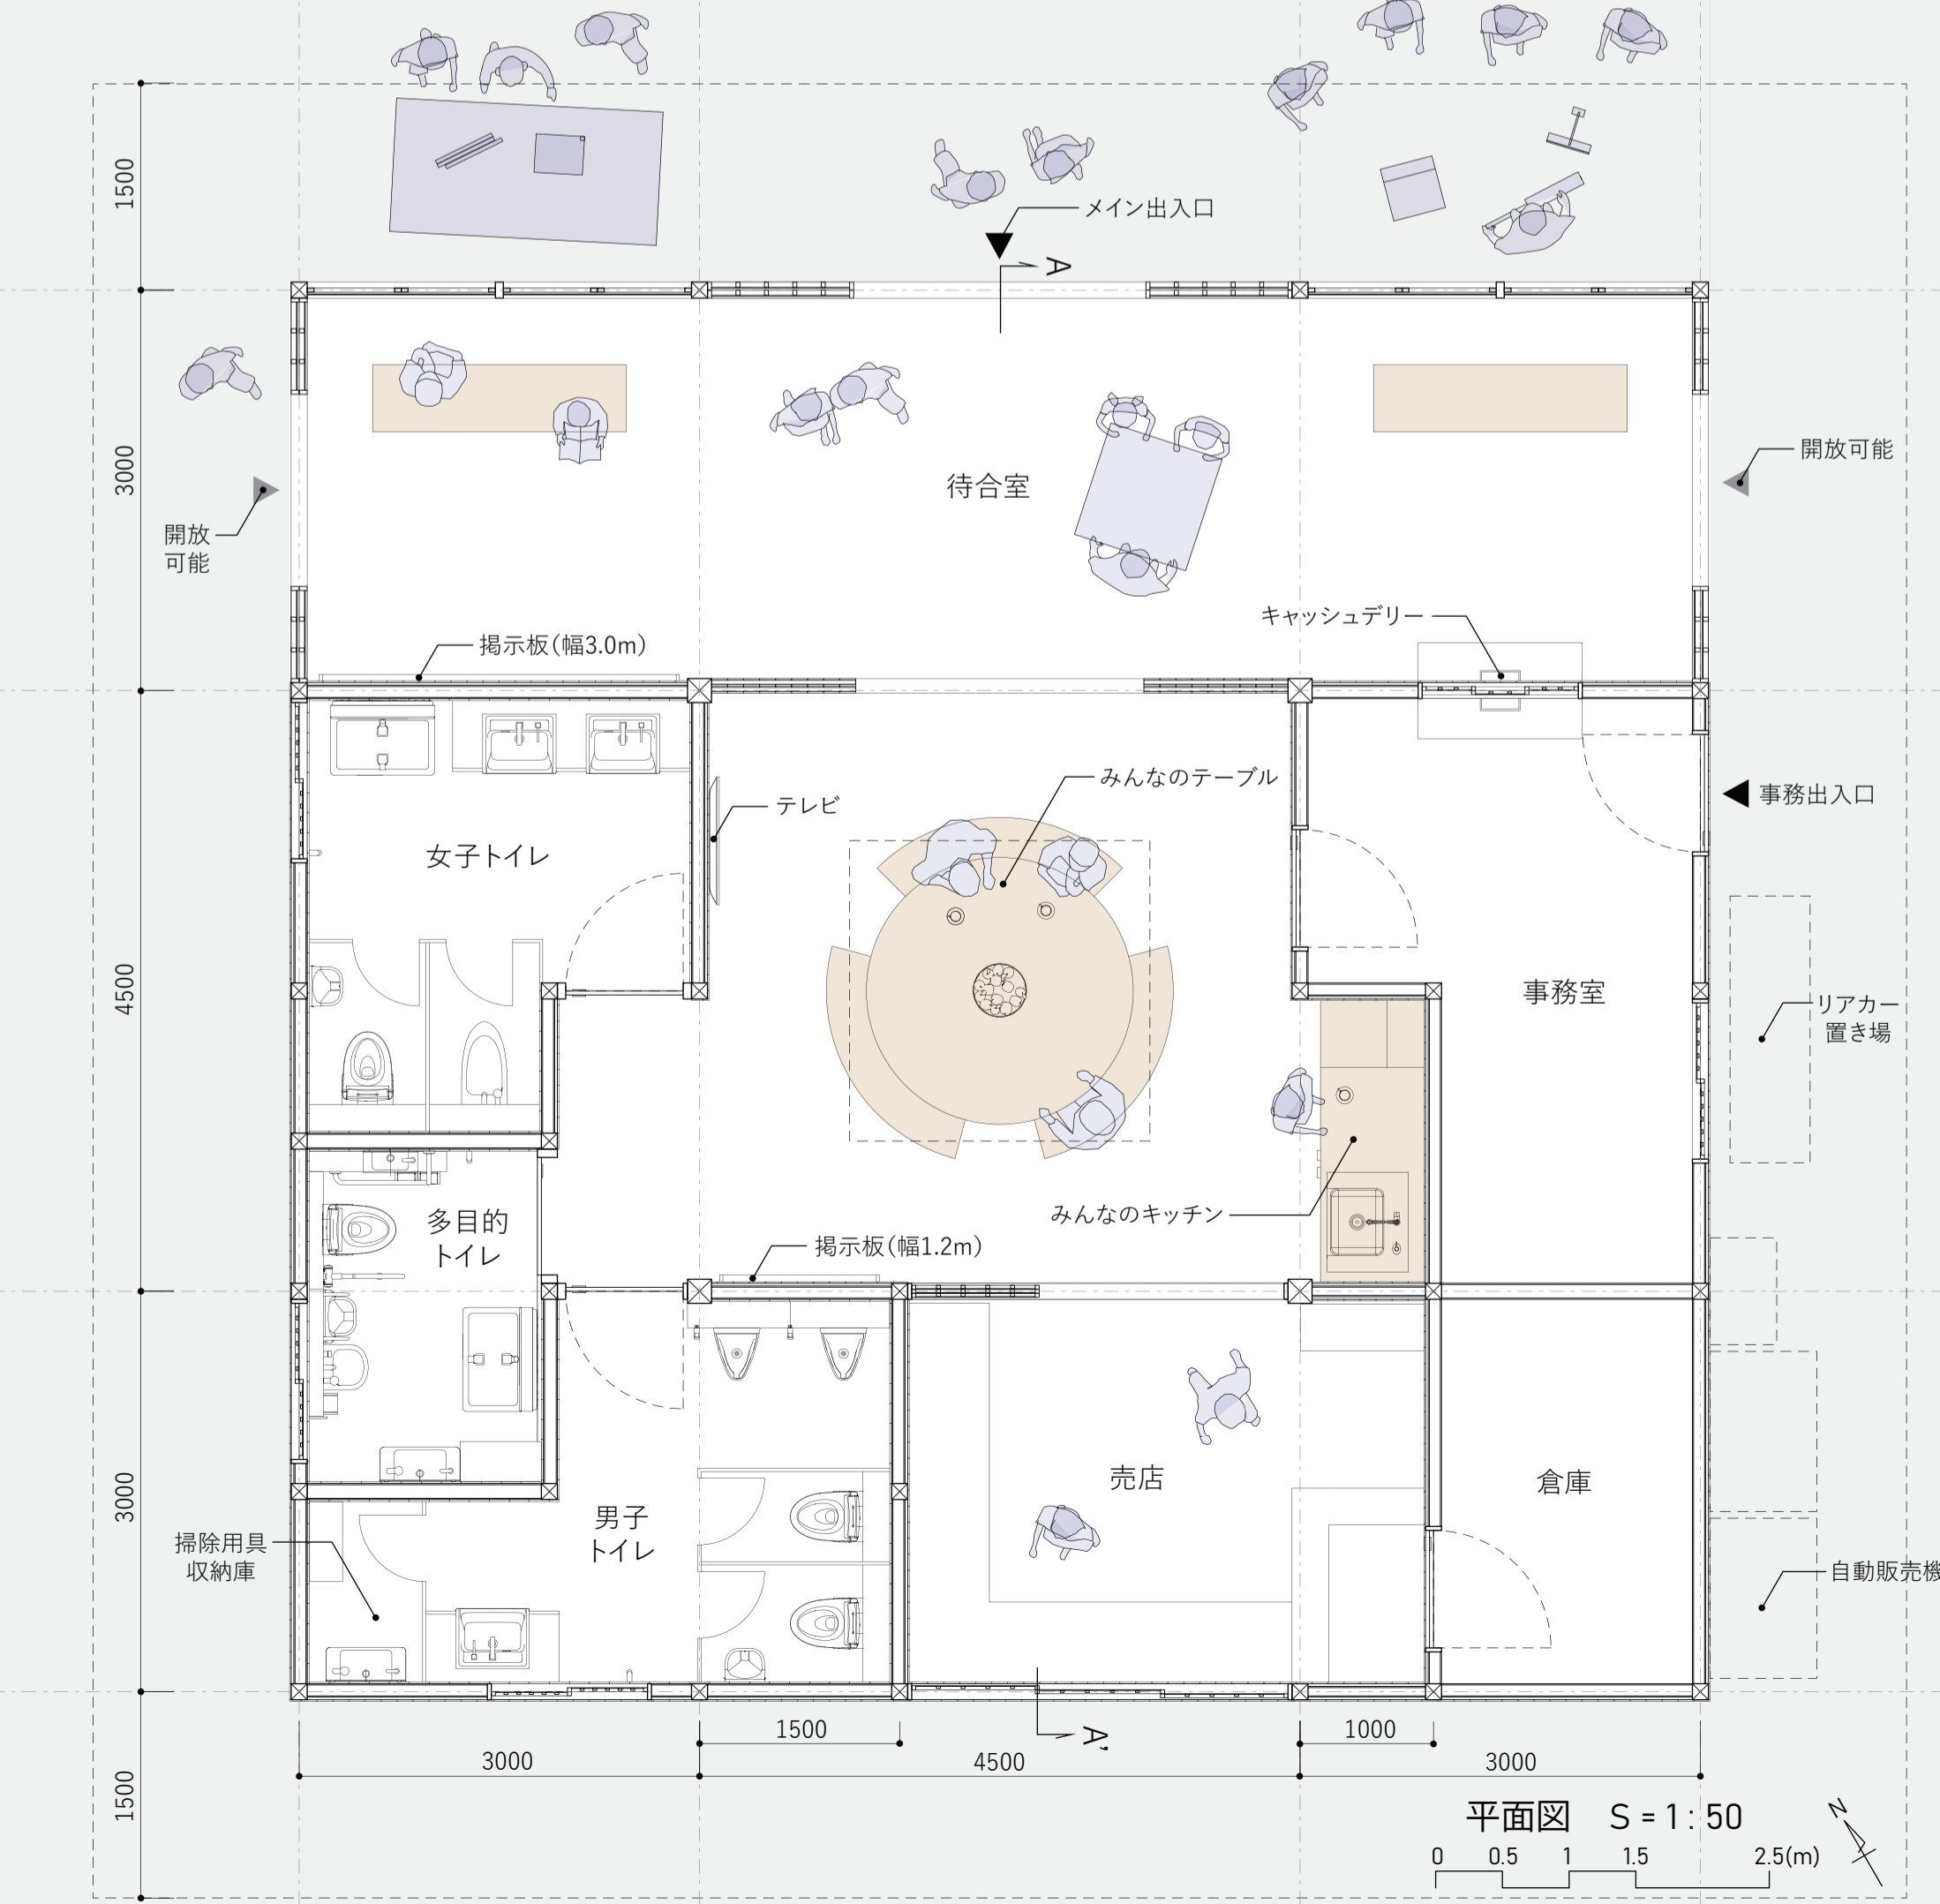 メイン出入口
A
1500
開放可能
3000
待合室
開放
可能
キャッシュデリー
掲示板(幅3.0m)
みんなのテーブル
事務出入口
テレビ
女子トイレ
4500
事務室
リアカー
置き場
多目的
トイレ
みんなのキッチン
掲示板(幅1.2m)
売店
倉庫
3000
男子
トイレ
掃除用具
収納庫
自動販売機
1500
1000
A'
3000
4500
3000
1500
平面図 S = 1 : 50
N
0 0.5 1 1.5 2.5(m)